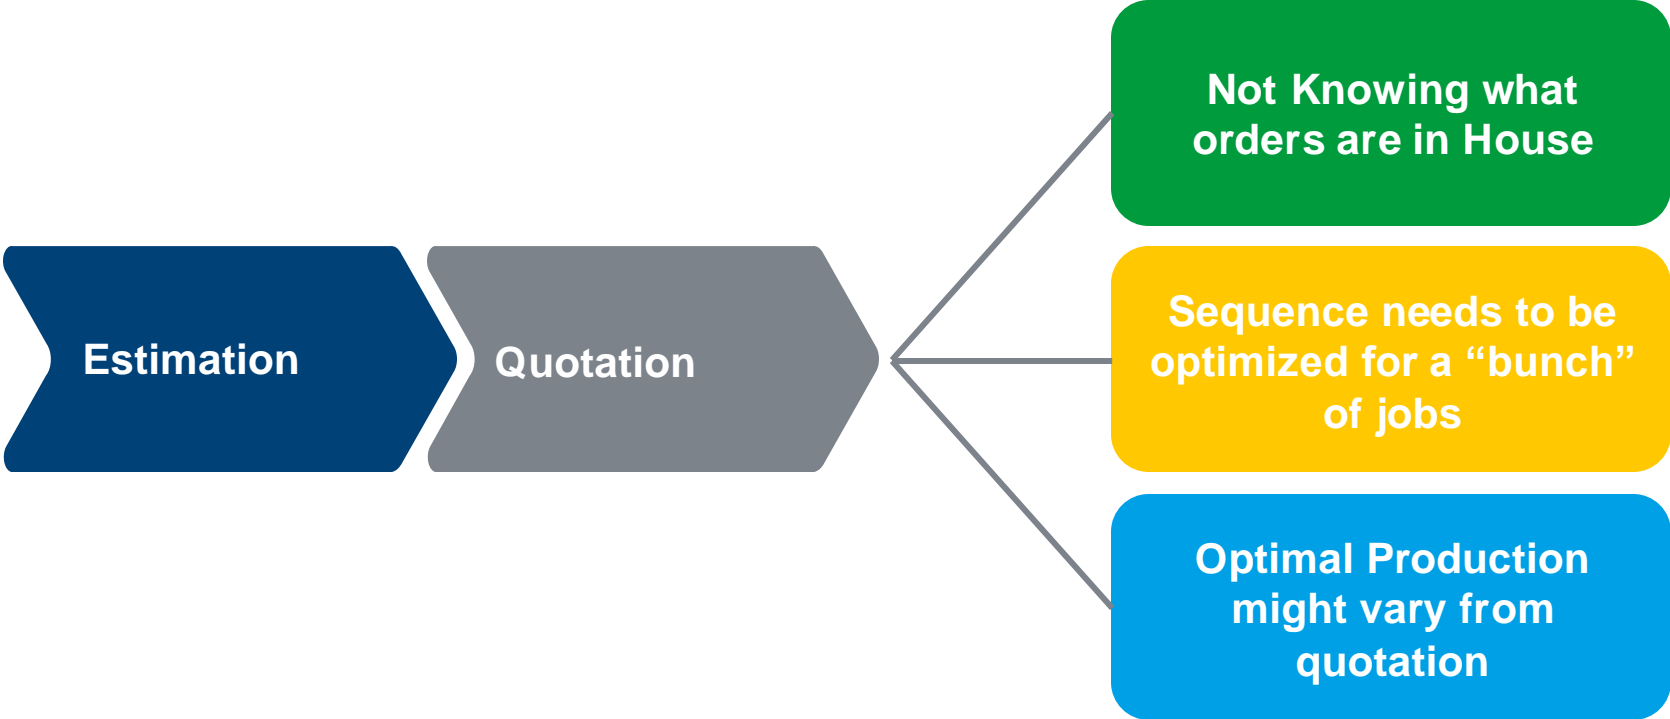 Estimation
Quotation
Not Knowing what
orders are in House
Sequence needs to be
optimized for a “bunch”
of jobs
Optimal Production
might vary from
quotation